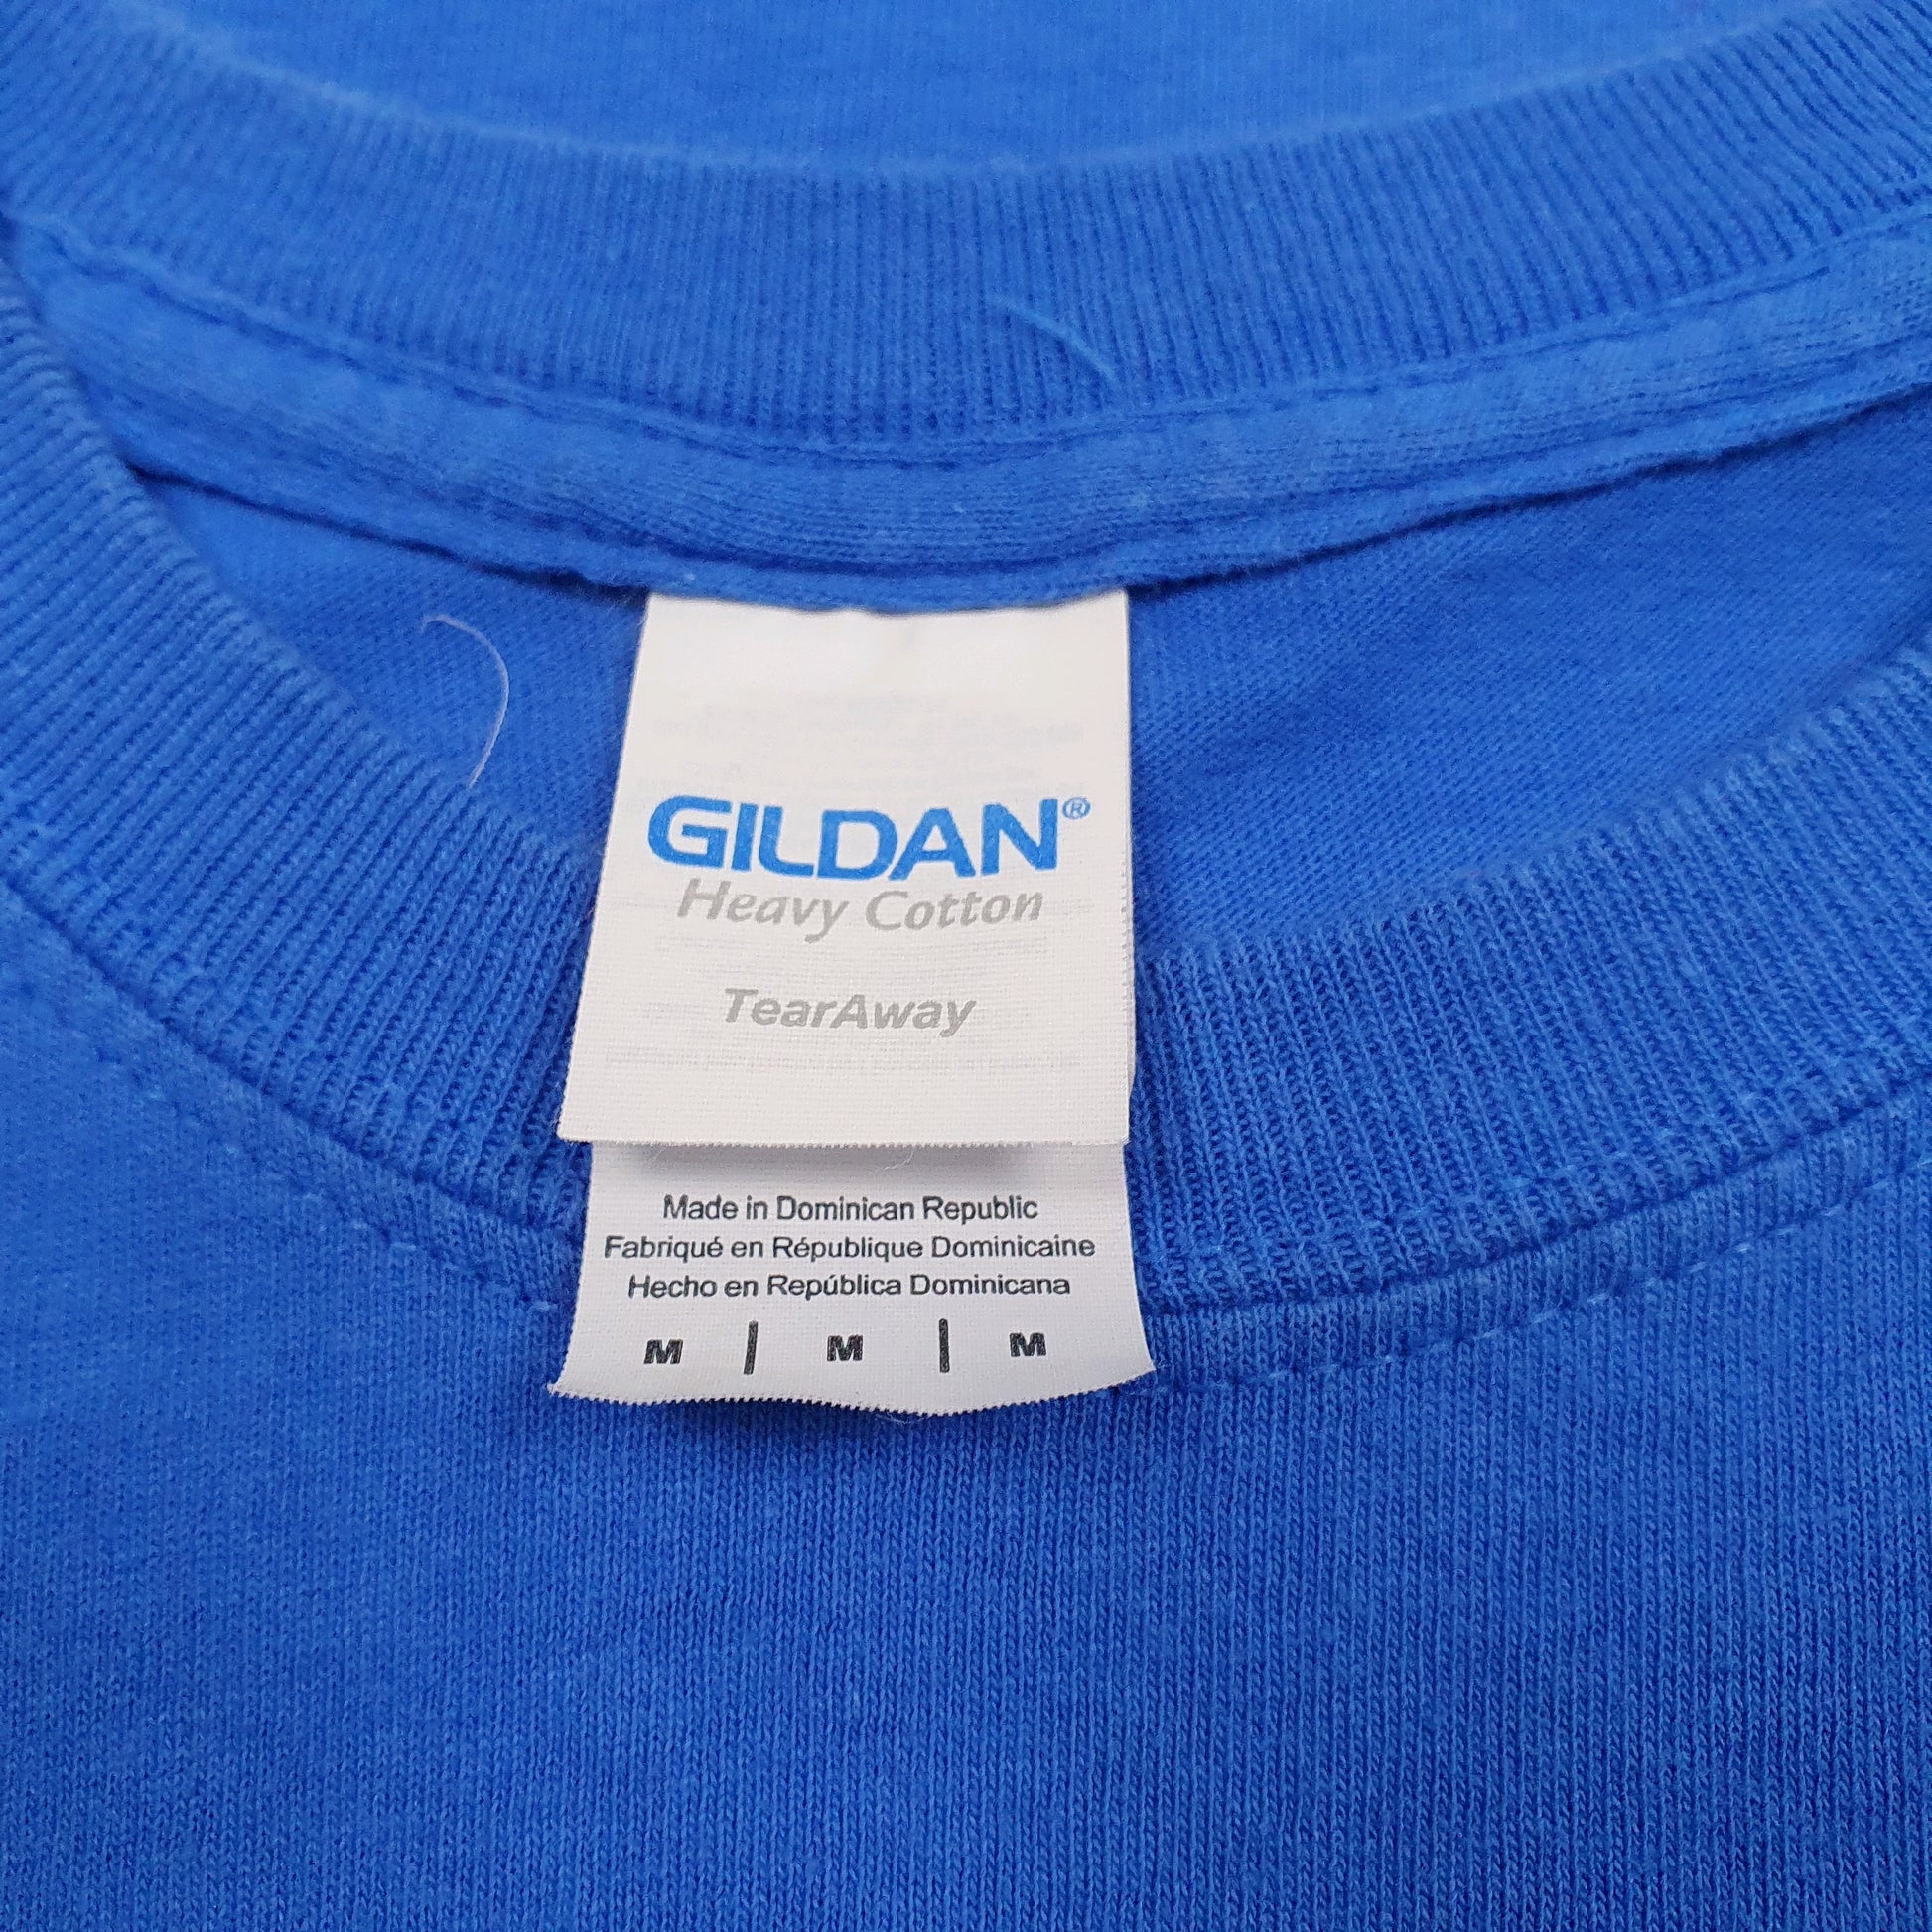 GILDAN®
Heavy Cotton
TearAway
Made in Dominican Republic
Fabriqué en République Dominicaine
Hecho en República Dominicana
M | M | M